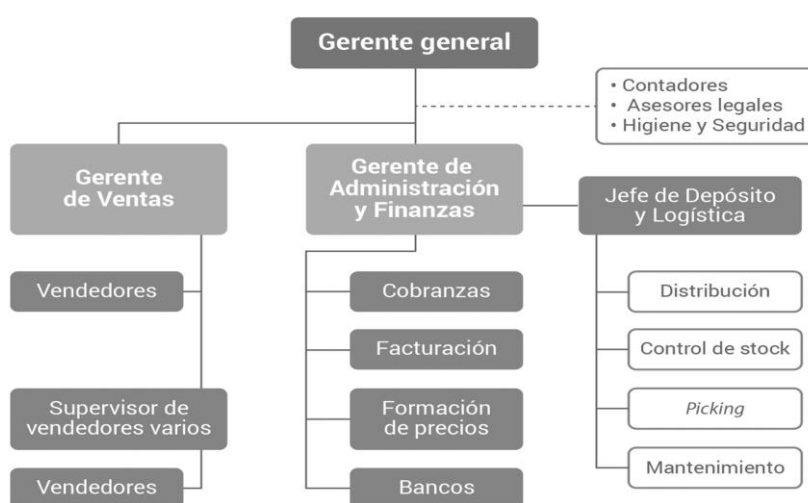 Gerente general
• Contadores
• Asesores legales
• Higiene y Seguridad
Gerente
de Ventas
Gerente de
Administración
y Finanzas
Jefe de Depósito
y Logística
Vendedores
Supervisor de
vendedores varios
Vendedores
Cobranzas
Facturación
Formación
de precios
Bancos
Distribución
Control de stock
Picking
Mantenimiento